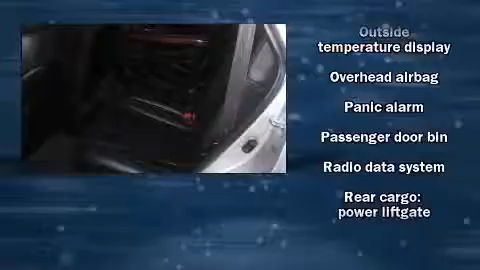 Outside
temperature display
Overhead airbag
Panic alarm
Passenger door bin
Radio data system
Rear cargo:
power liftgate